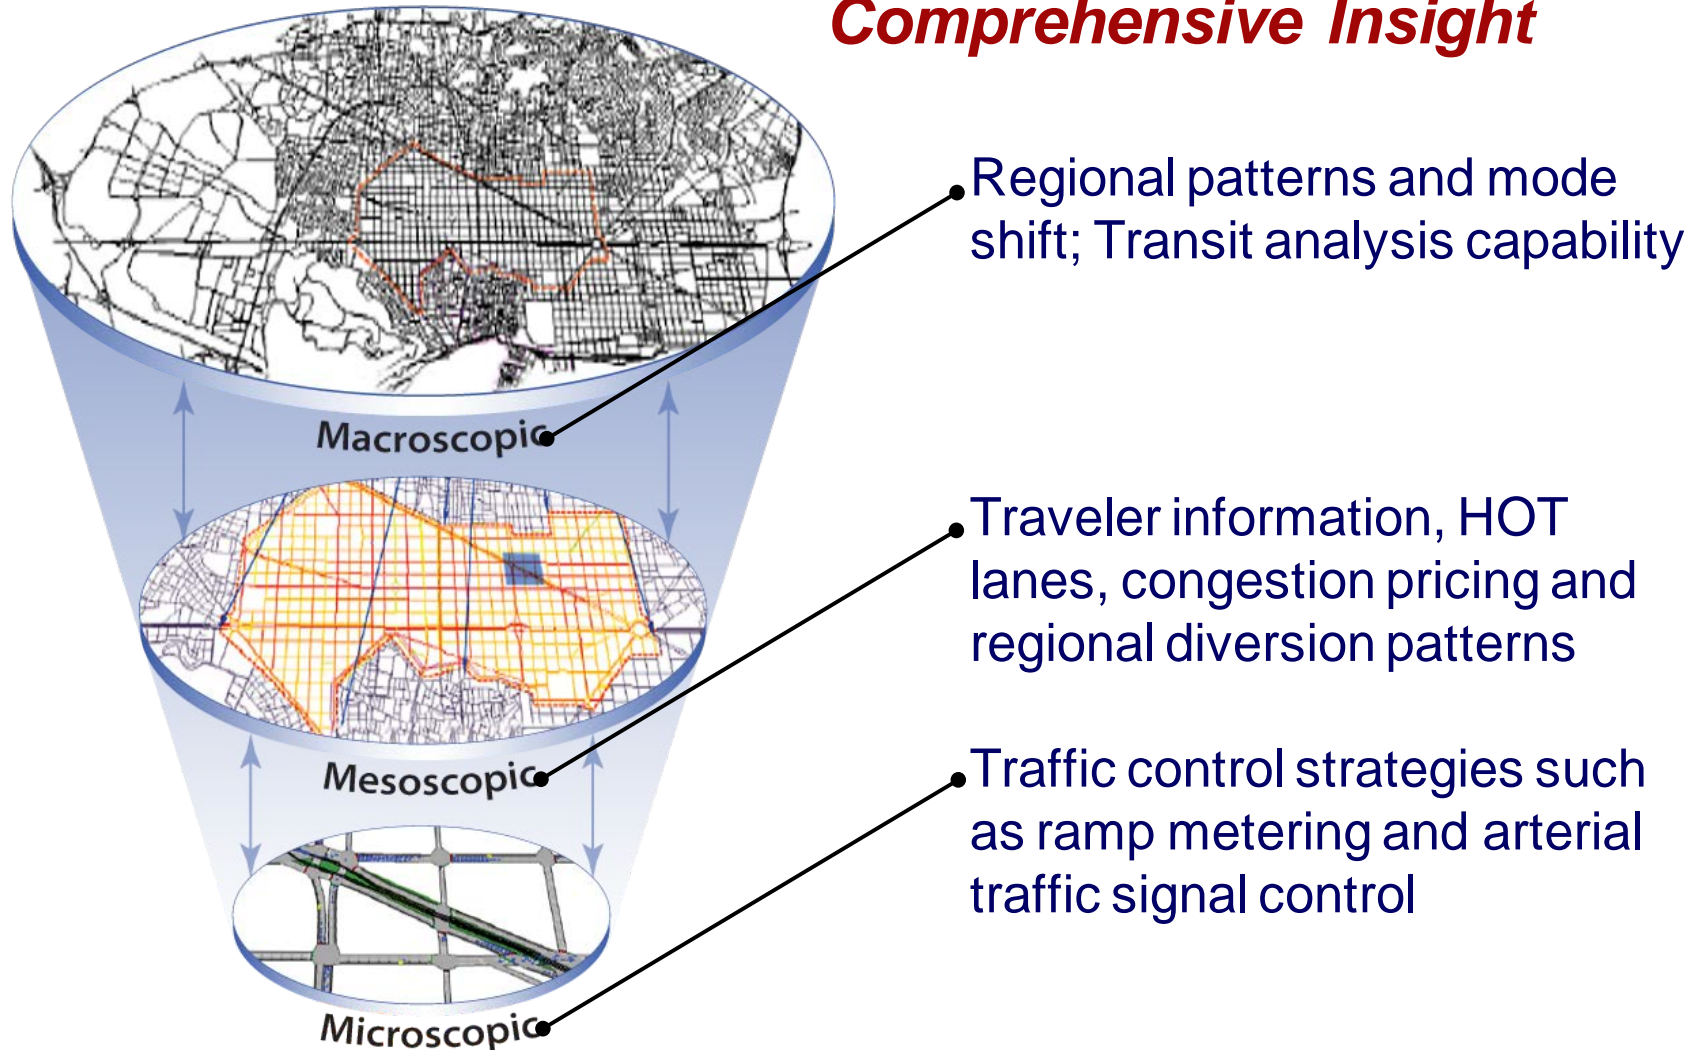 Comprehensive Insight
Regional patterns and mode
shift; Transit analysis capability
Macroscopic
Traveler information, HOT
lanes, congestion pricing and
regional diversion patterns
Mesoscopic
Traffic control strategies such
as ramp metering and arterial
traffic signal control
Microscopic